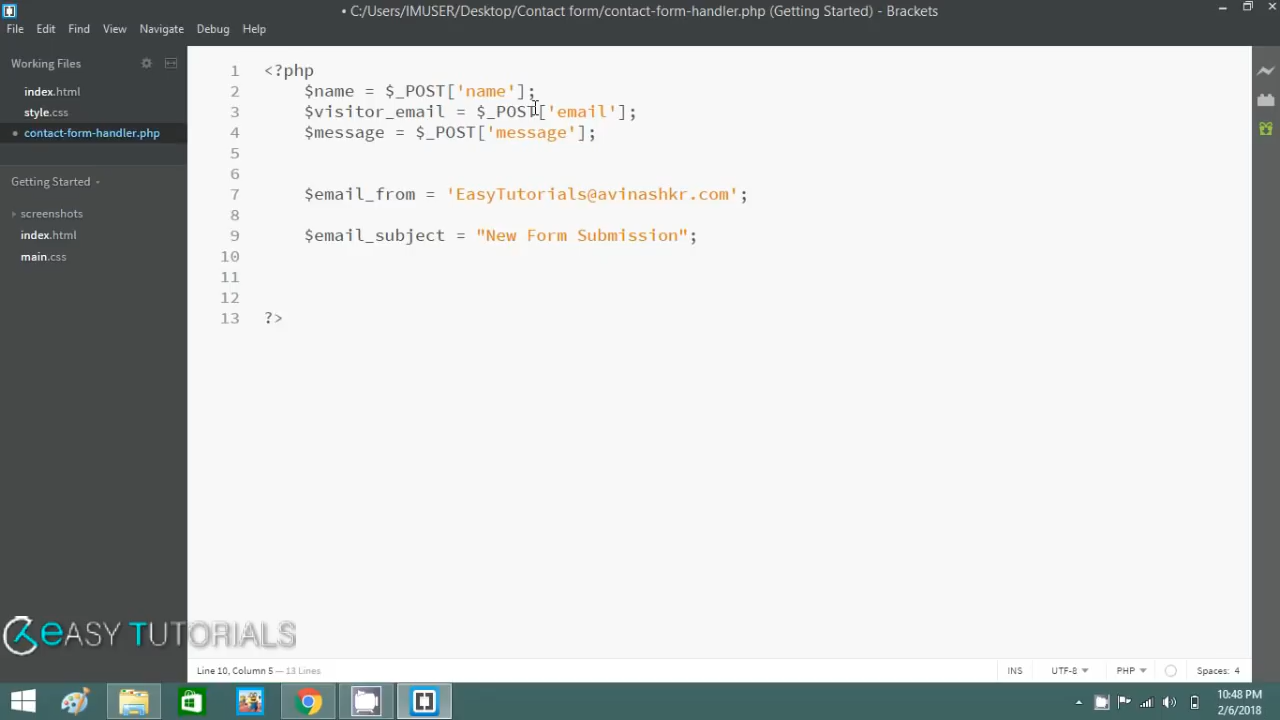 • C:/Users/IMUSER/Desktop/Contact form/contact-form-handler.php (Getting Started) - Brackets
File Edit Find View Navigate Debug Help
Working Files
index.html
style.css
• contact-form-handler.php
Getting Started
screenshots
index.html
main.css
1 <?php
2 $name = $_POST['name'];
3 $visitor_email = $_POST['email'];
4 $message = $_POST['message'];
5
6
7 $email_from = 'EasyTutorials@avinashkr.com';
8
9 $email_subject = "New Form Submission";
10
11
12
13 ?>
eASY TUTORIALS
Line 10, Column 5 — 13 Lines
INS UTF-8 PHP Spaces: 4
10:48 PM
2/6/2018